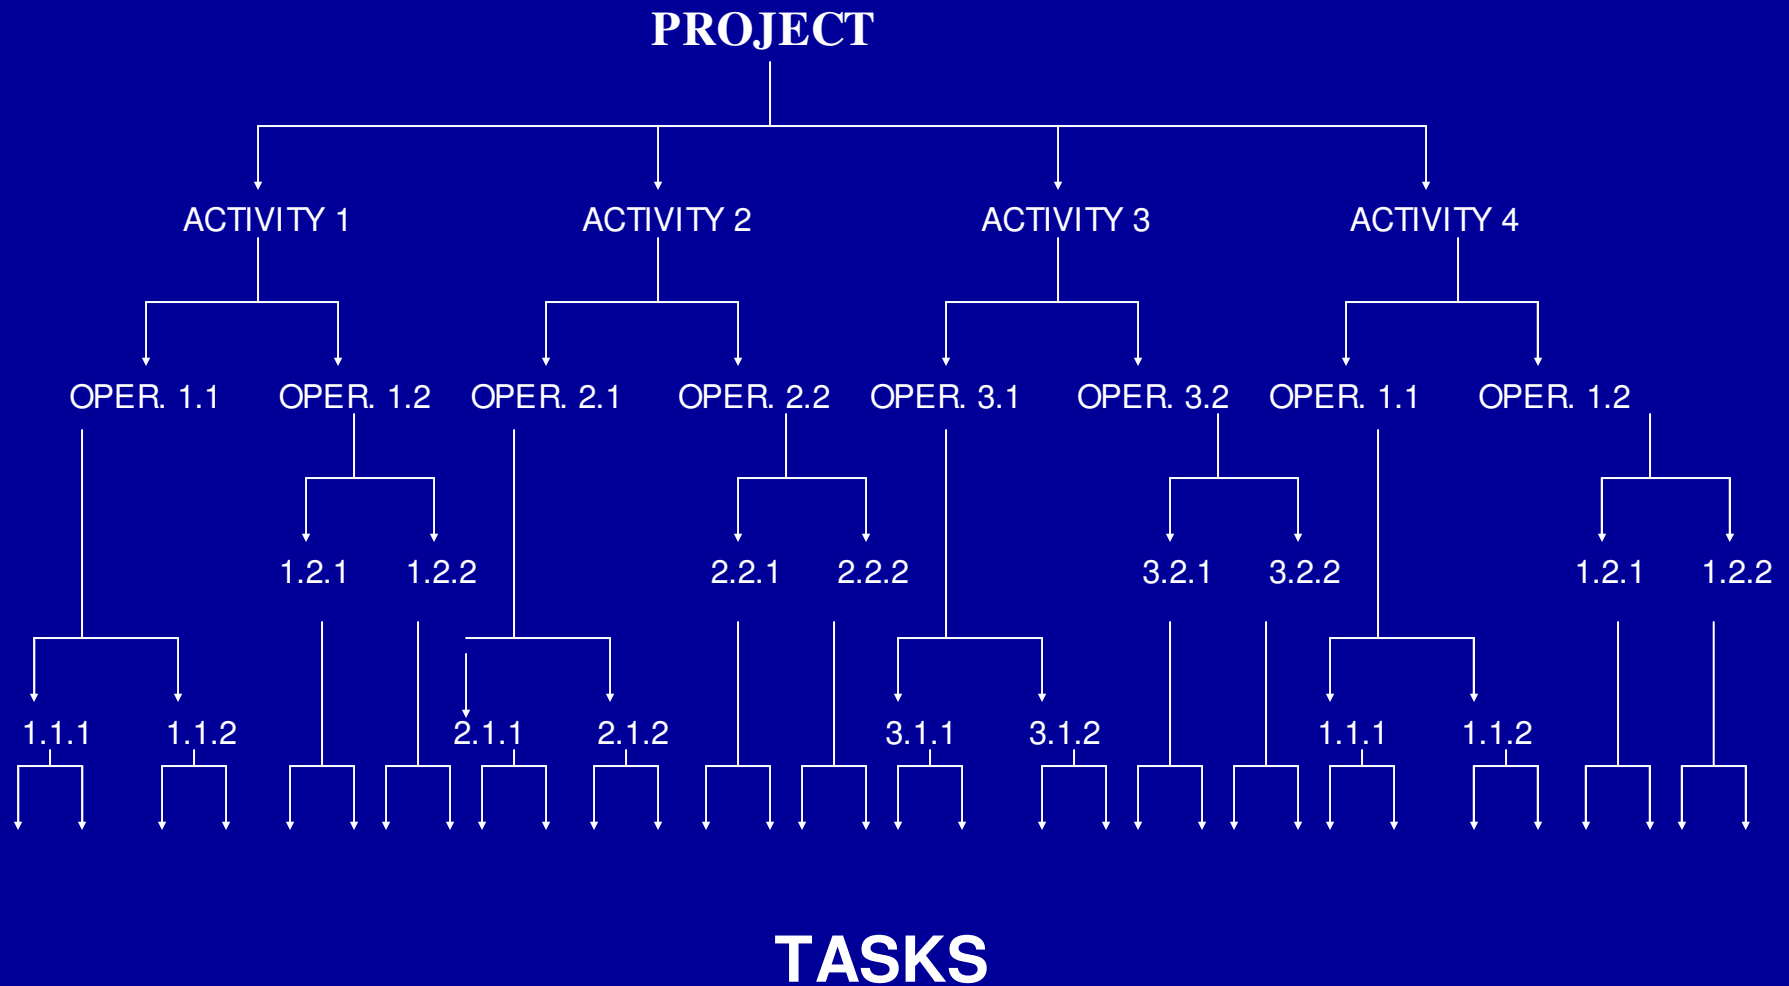 PROJECT
ACTIVITY 1 ACTIVITY 2 ACTIVITY 3 ACTIVITY 4
OPER. 1.1 OPER. 1.2 OPER. 2.1 OPER. 2.2 OPER. 3.1 OPER. 3.2 OPER. 1.1 OPER. 1.2
1.2.1 1.2.2 2.2.1 2.2.2 3.2.1 3.2.2 1.2.1 1.2.2
1.1.1 1.1.2 2.1.1 2.1.2 3.1.1 3.1.2 1.1.1 1.1.2
TASKS